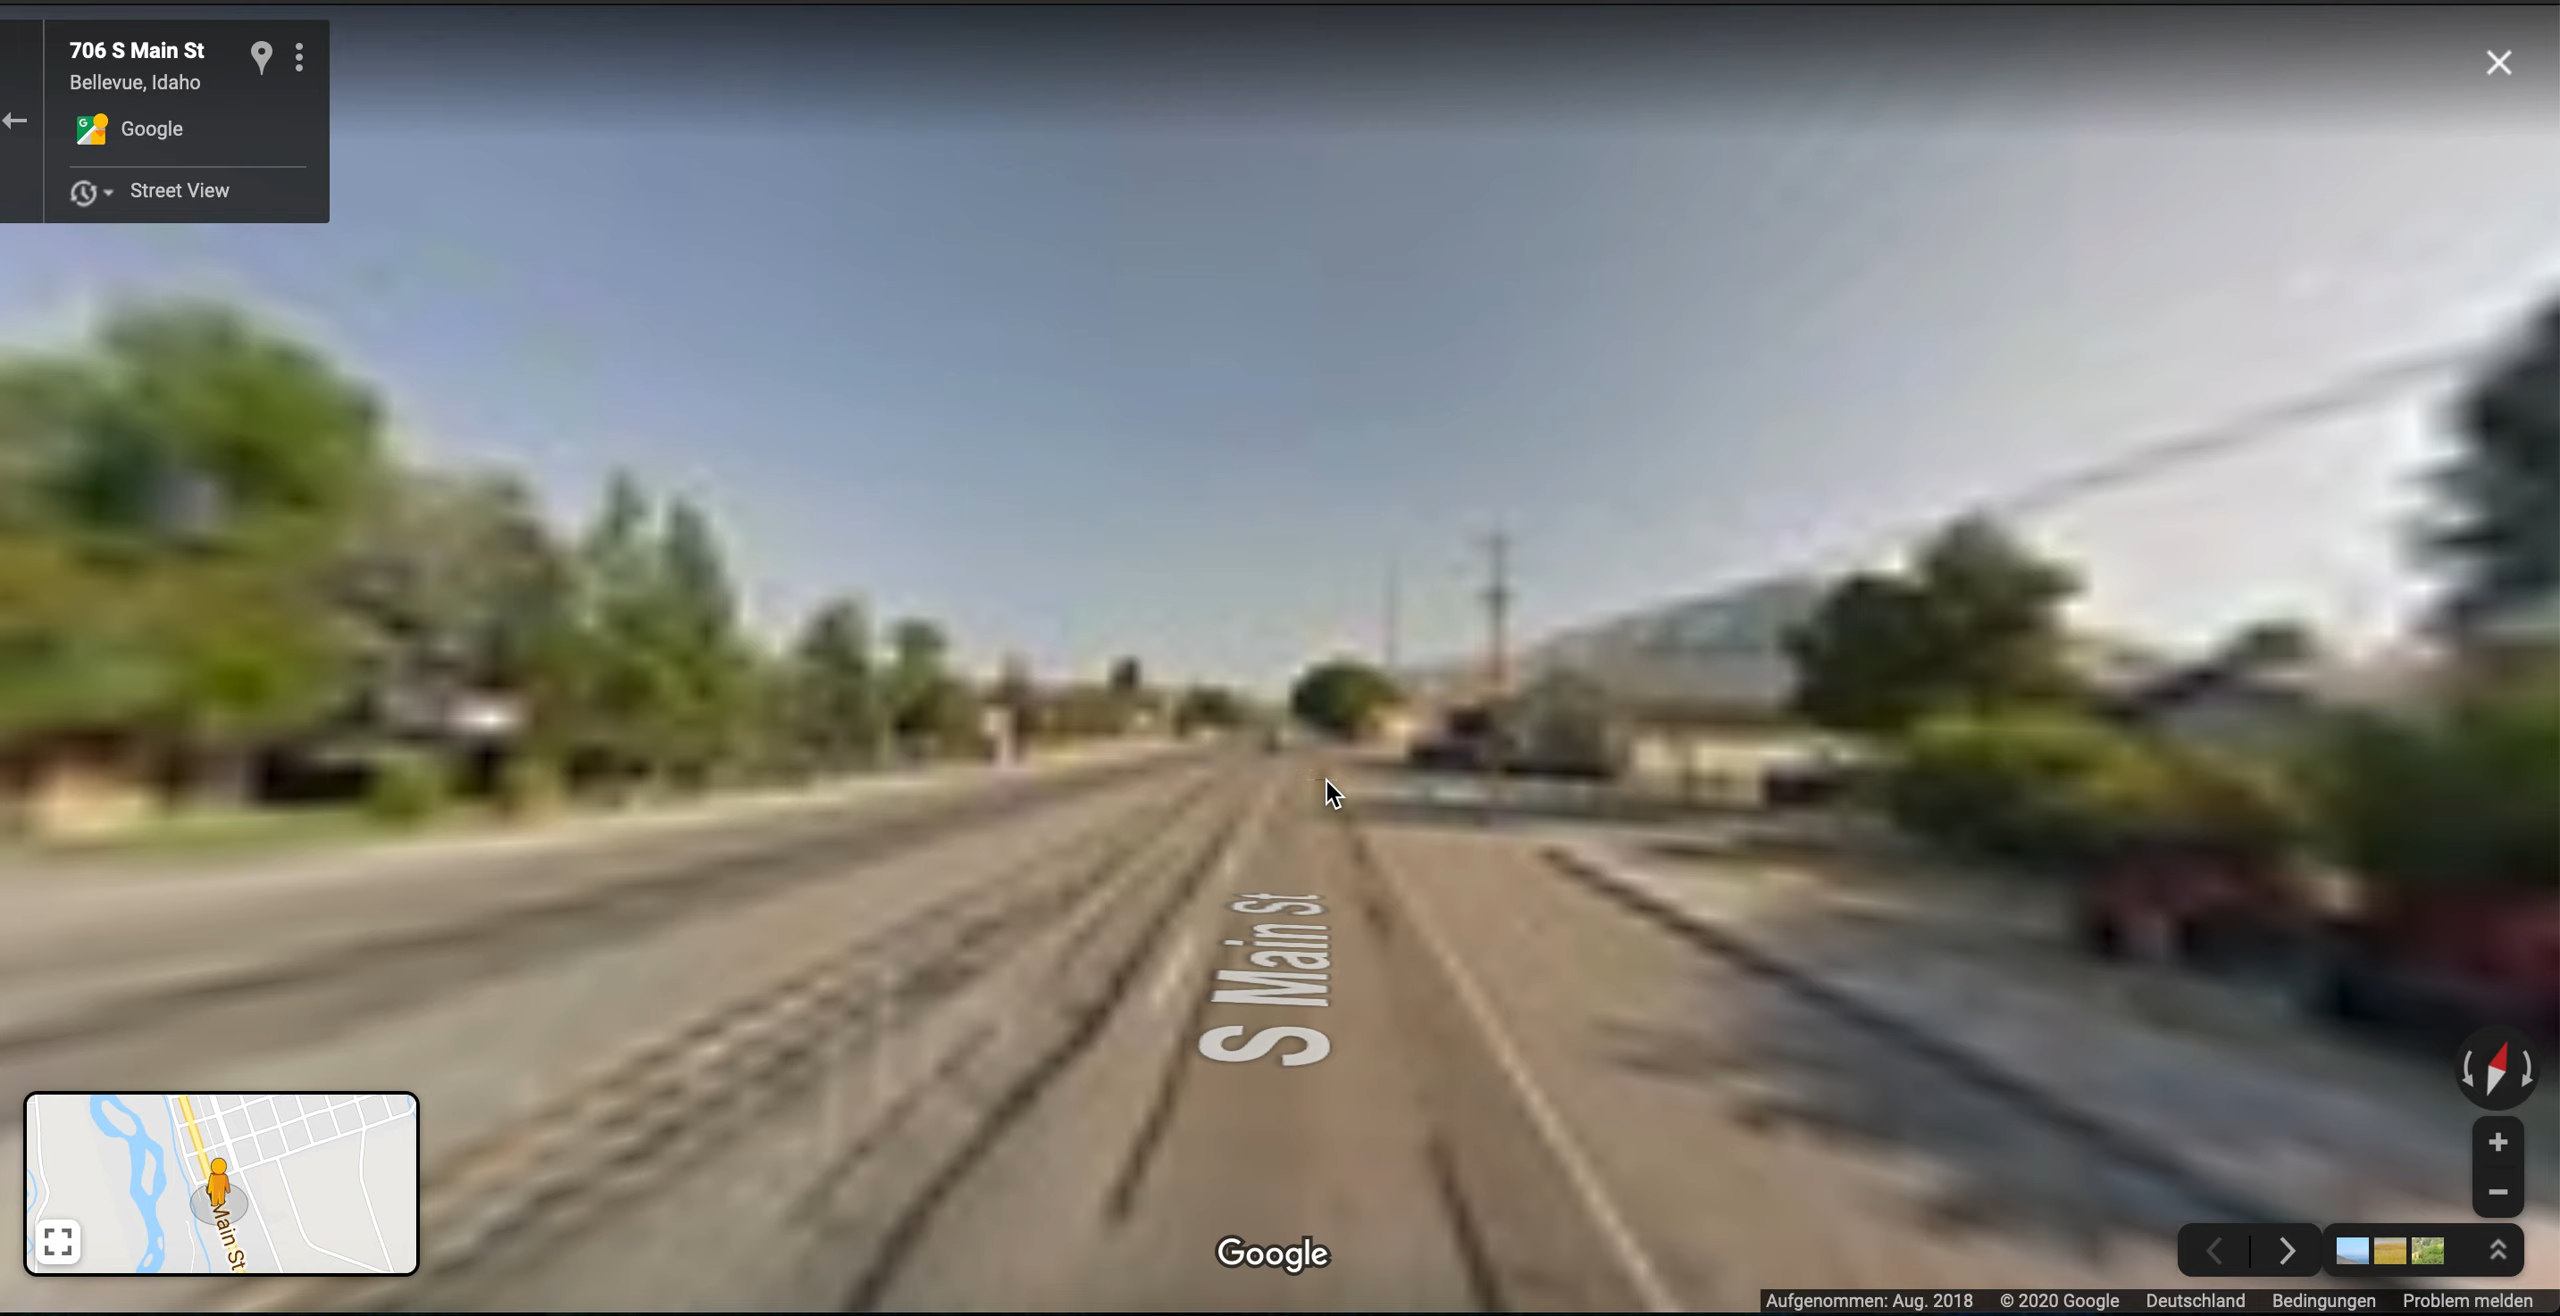 706 S Main St
Bellevue, Idaho
Google
Street View
S Main St
Main St
Google
Aufgenommen: Aug. 2018 © 2020 Google Deutschland Bedingungen Problem melden